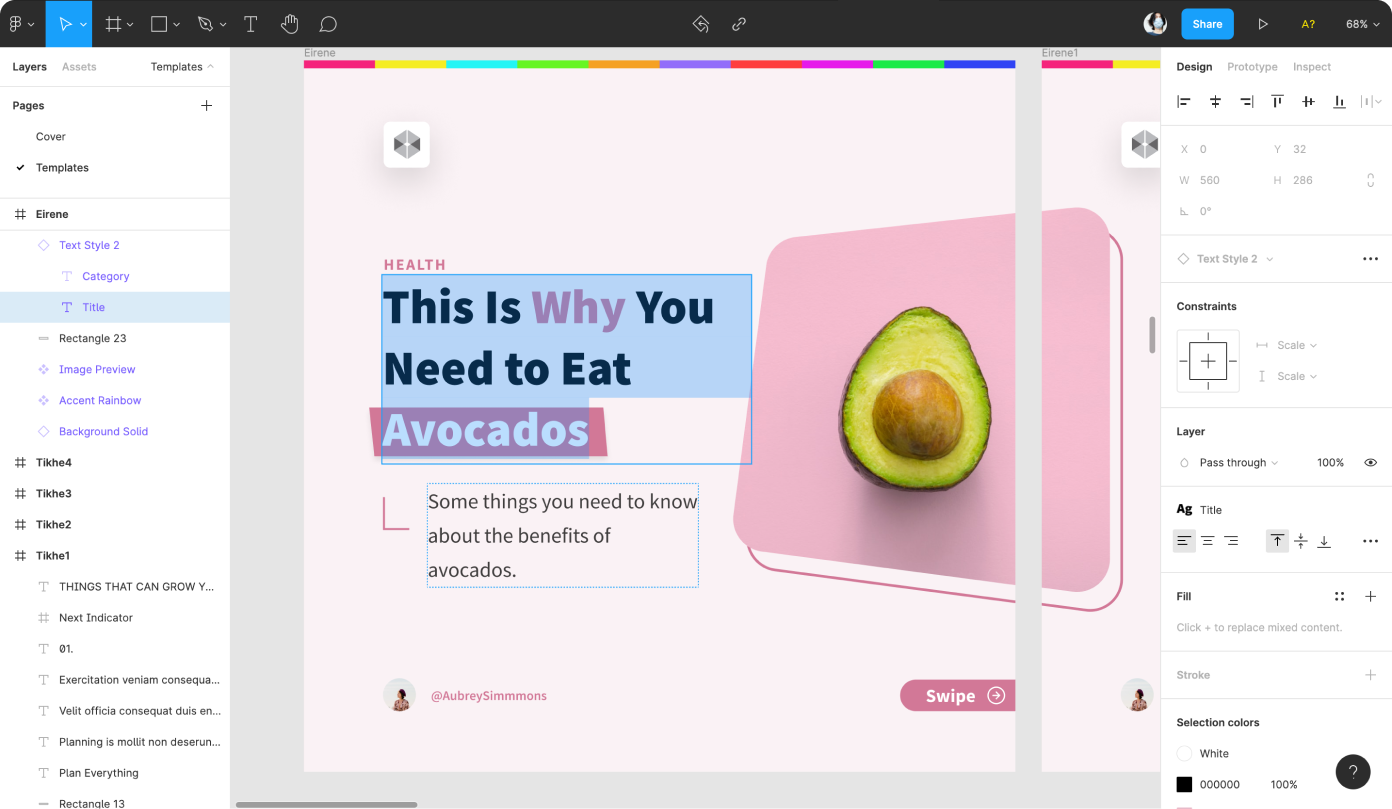 Share
A?
68%
Layers
Assets
Templates
Pages
Cover
Templates
Eirene
Text Style 2
Category
Title
Rectangle 23
Image Preview
Accent Rainbow
Background Solid
Tikhe4
Tikhe3
Tikhe2
Tikhe1
THINGS THAT CAN GROW Y...
Next Indicator
01.
Exercitation veniam consequa...
Velit officia consequat duis en...
Planning is mollit non deserun...
Plan Everything
Rectangle 13
Eirene
HEALTH
This Is Why You
Need to Eat
Avocados
Some things you need to know
about the benefits of
avocados.
@AubreySimmmons
Swipe
Eirene1
Design
Prototype
Inspect
X 0
Y 32
W 560
H 286
0°
Text Style 2
Constraints
Scale
Scale
Layer
Pass through
100%
Ag Title
Fill
Click + to replace mixed content.
Stroke
Selection colors
White
000000
100%
?